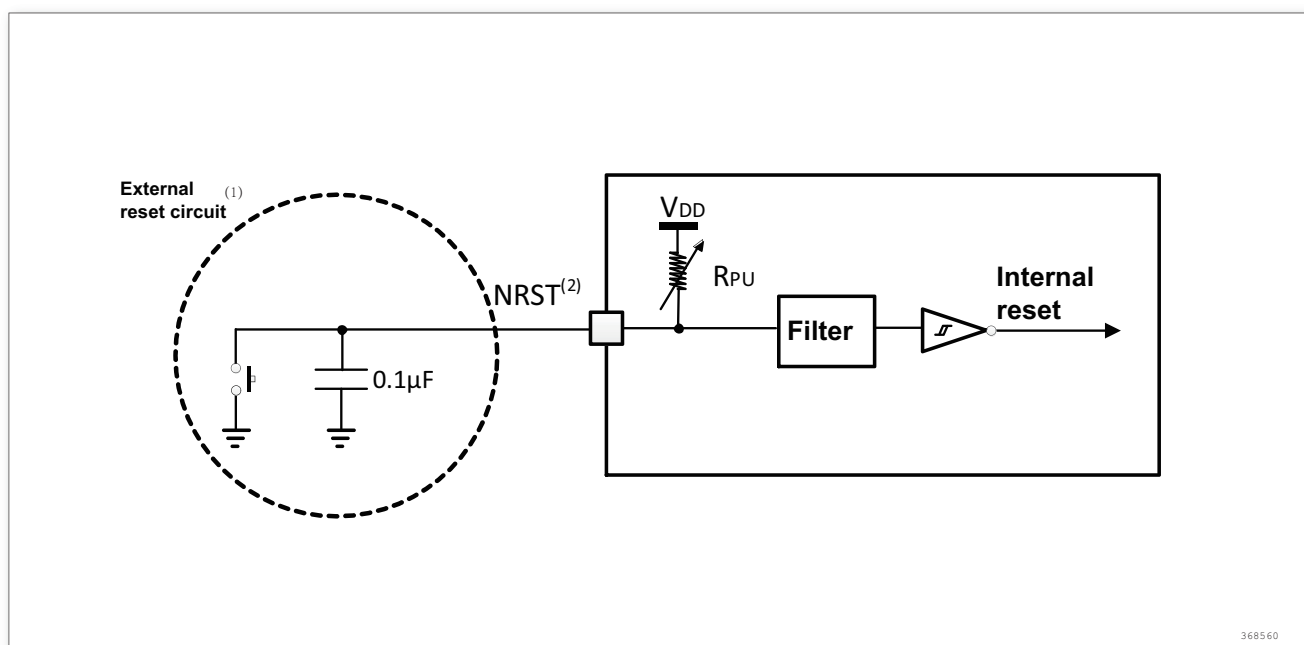 External (1)
reset circuit
VDD
RPU
NRST(2)
Internal
reset
Filter
0.1µF
368560